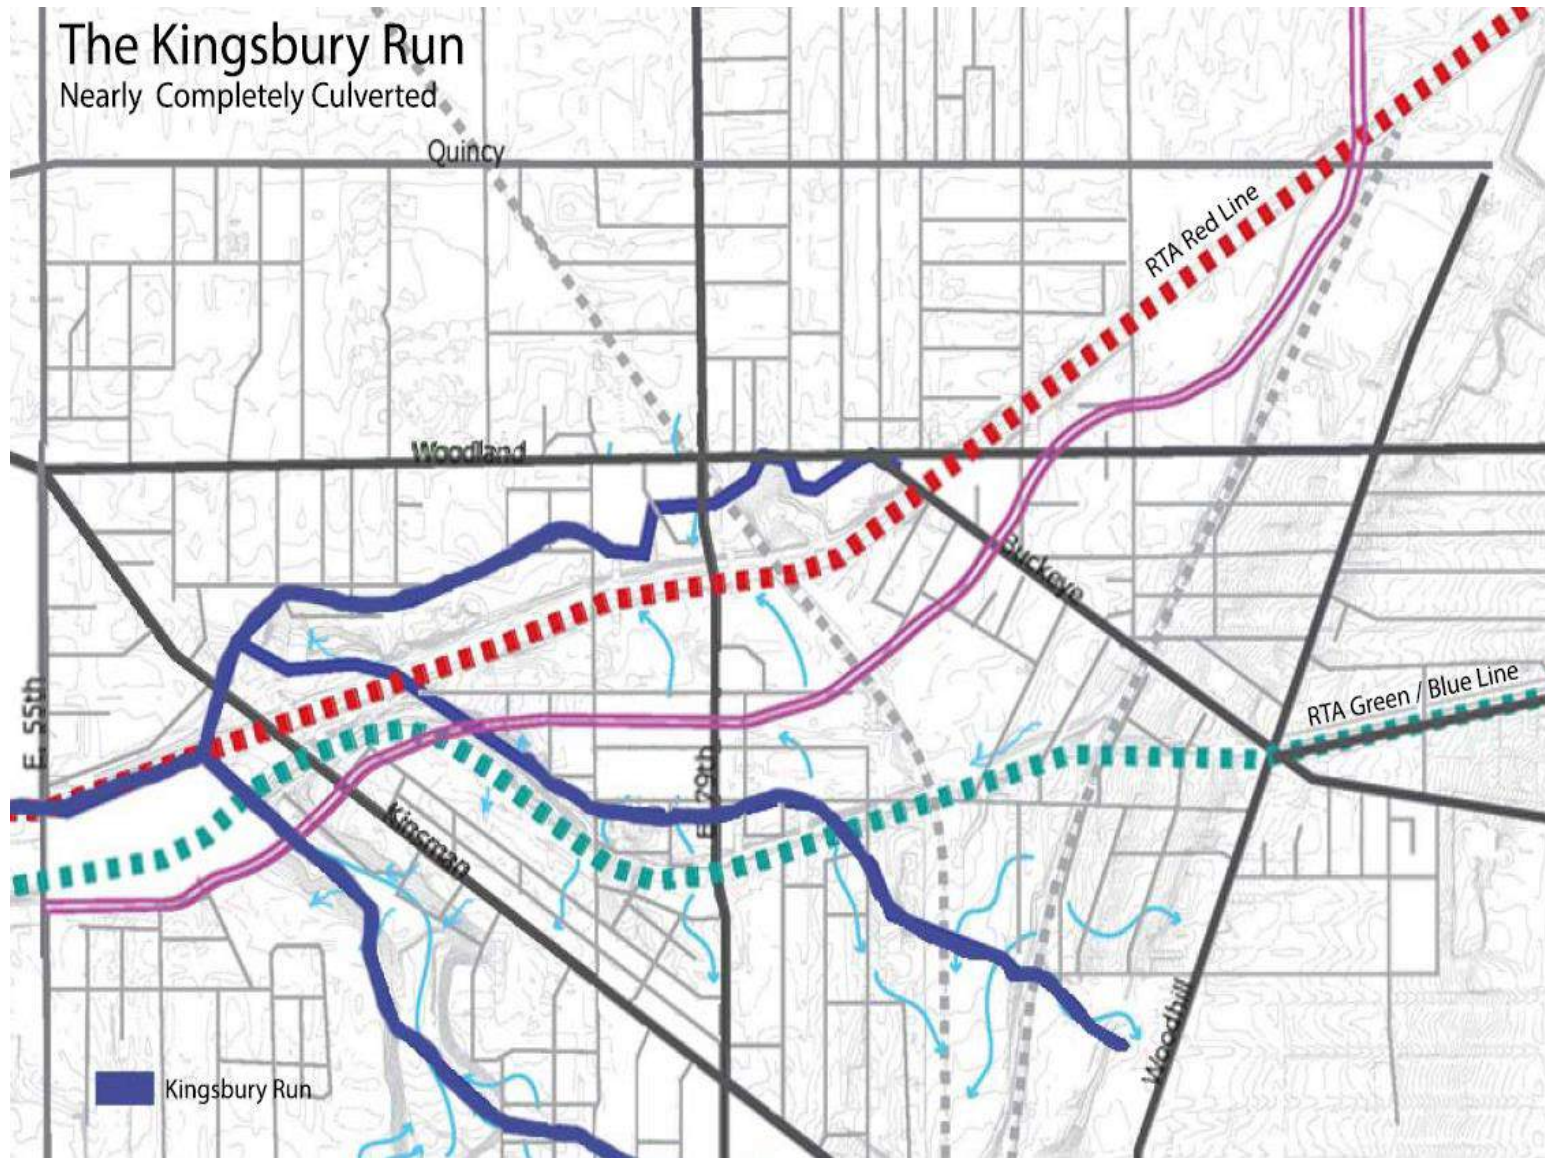 The Kingsbury Run
Nearly Completely Culverted
Quincy
RTA Red Line
Woodland
Buckeye
RTA Green / Blue Line
E. 55th
E. 79th
Kinsman
Woodhill
Kingsbury Run